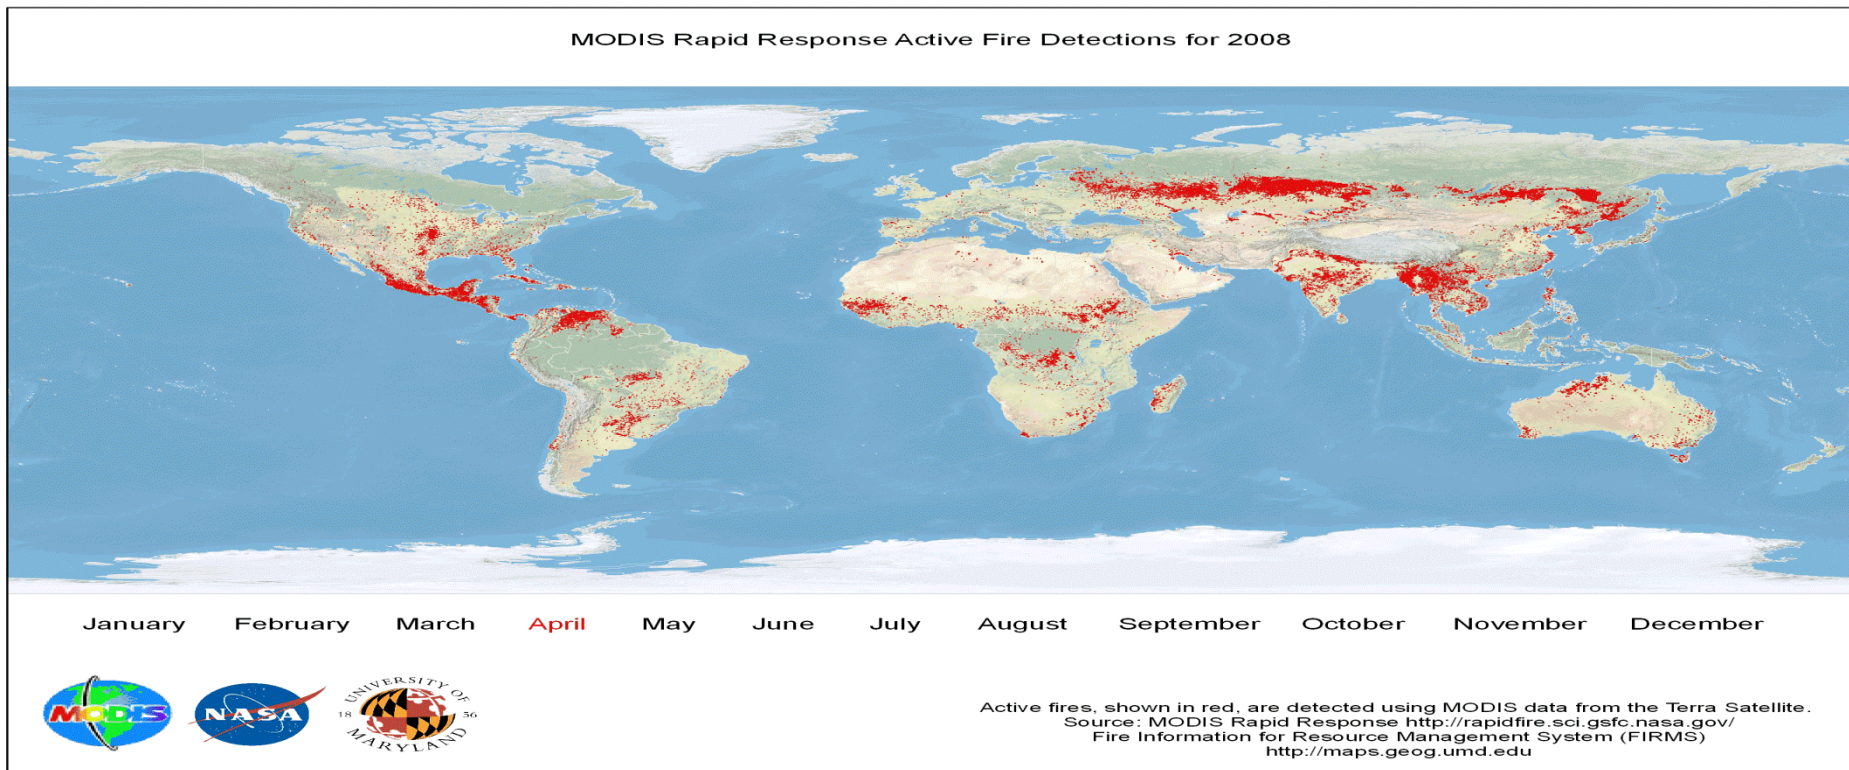 MODIS Rapid Response Active Fire Detections for 2008
January February March April May June July August September October November December
MODIS
NASA
UNIVERSITY OF
18 56
MARYLAND
Active fires, shown in red, are detected using MODIS data from the Terra Satellite.
Source: MODIS Rapid Response http://rapidfire.sci.gsfc.nasa.gov/
Fire Information for Resource Management System (FIRMS)
http://maps.geog.umd.edu